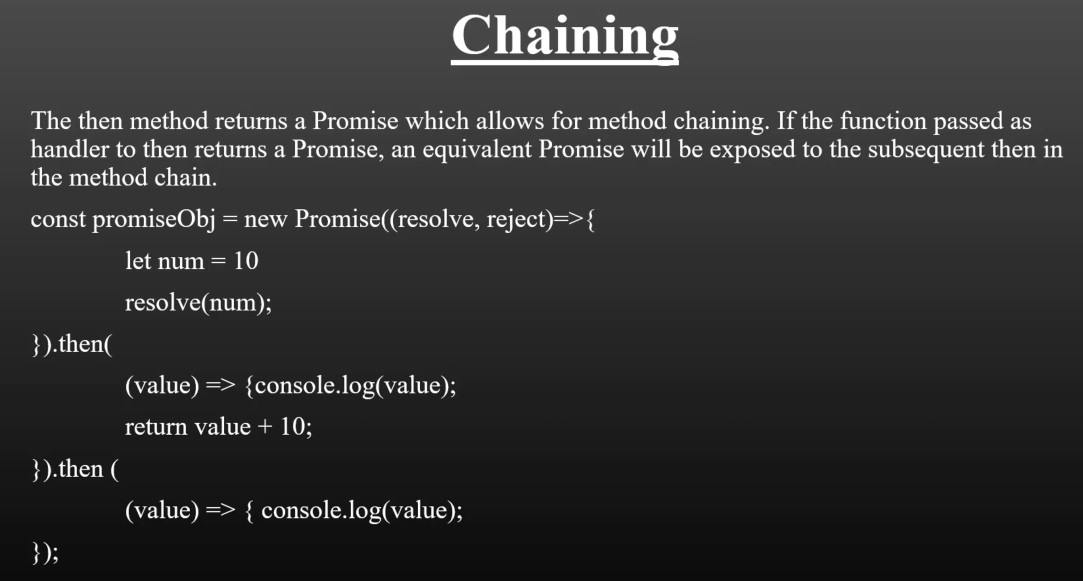 Chaining
The then method returns a Promise which allows for method chaining. If the function passed as
handler to then returns a Promise, an equivalent Promise will be exposed to the subsequent then in
the method chain.
const promiseObj = new Promise((resolve, reject)=>{
let num = 10
resolve(num);
}).then(
(value) => {console.log(value);
return value + 10;
}).then (
(value) => { console.log(value);
});